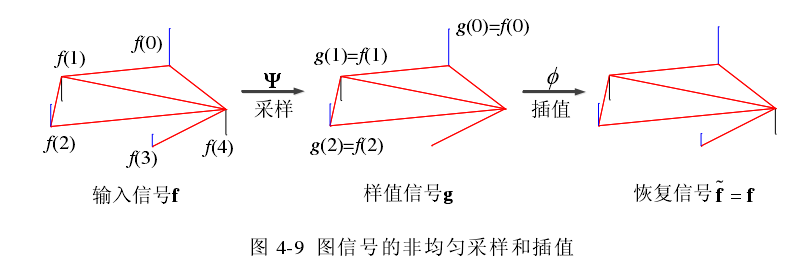 f(0)
g(0)=f(0)
f(1)
g(1)=f(1)
Ψ
采样
ϕ
插值
f(2)
f(3)
f(4)
g(2)=f(2)
输入信号f
样值信号g
恢复信号f̃ = f
图 4-9 图信号的非均匀采样和插值